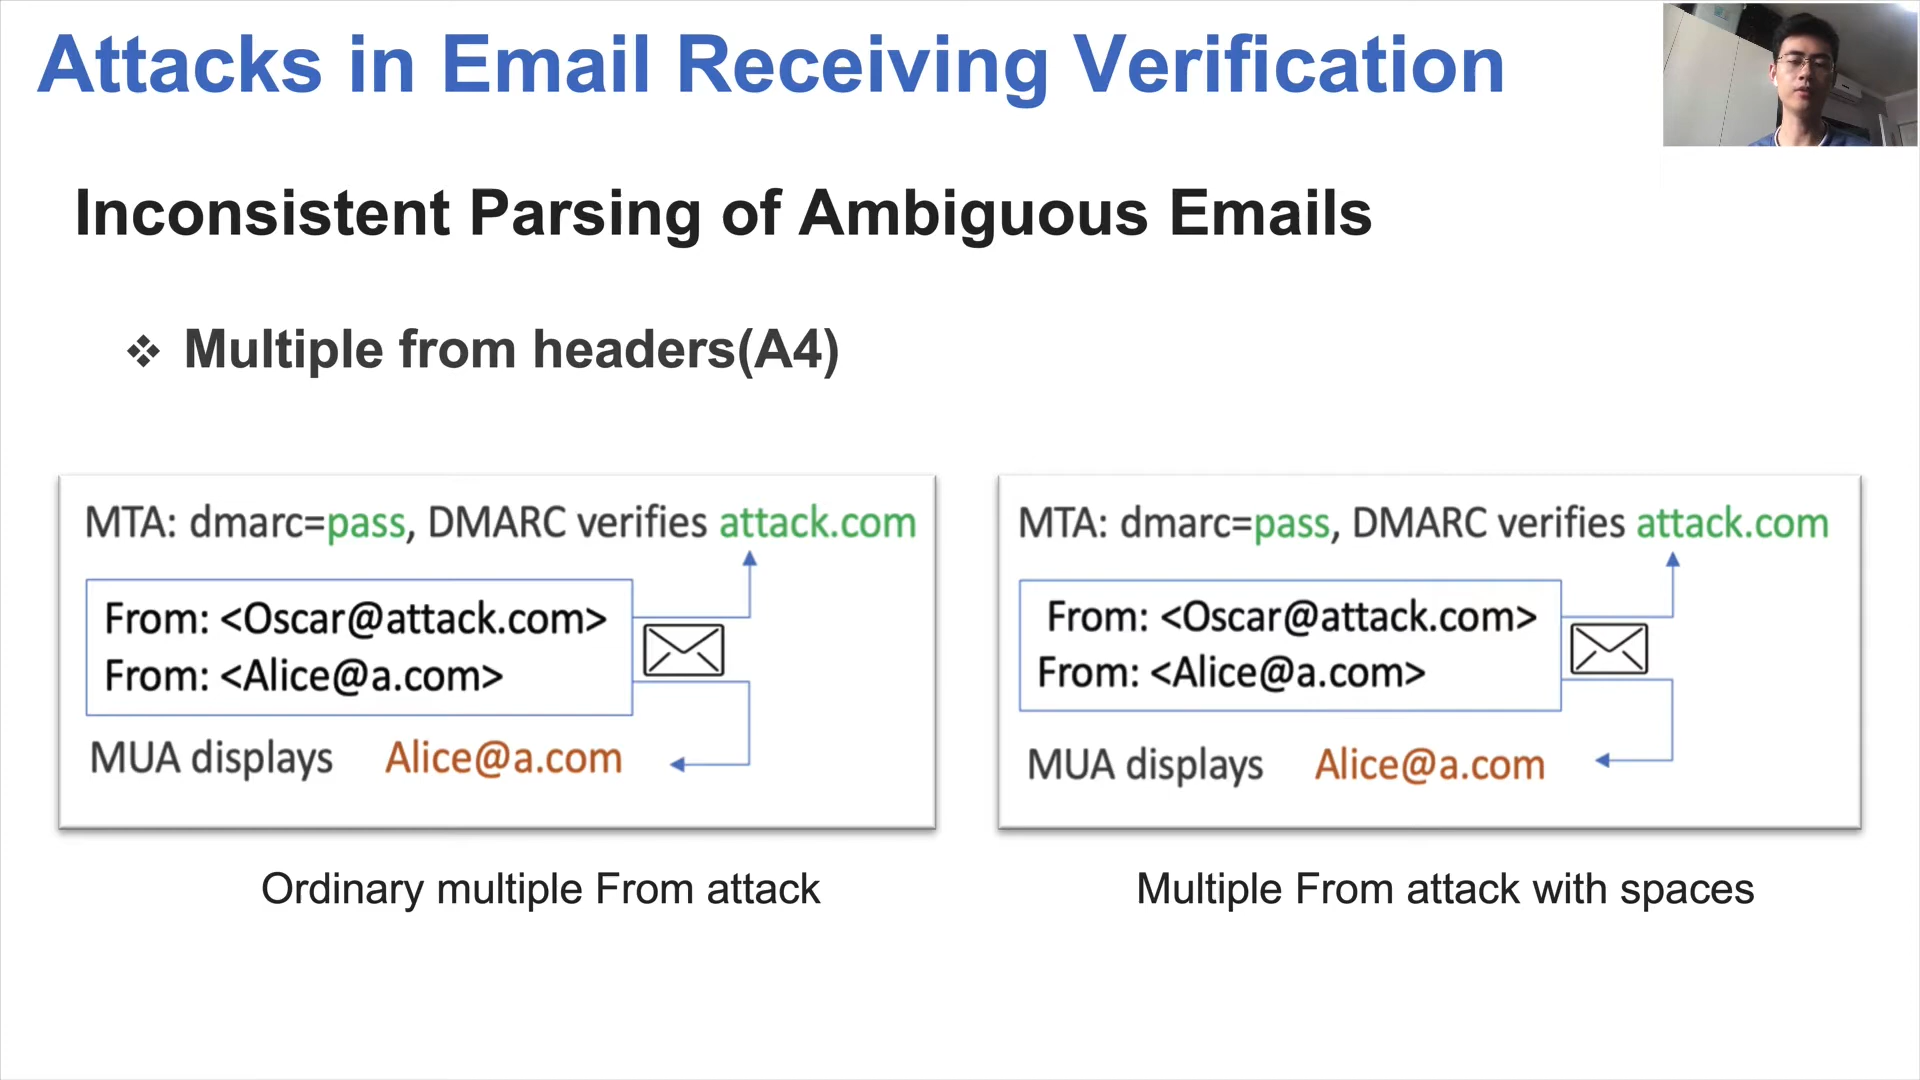 Attacks in Email Receiving Verification
Inconsistent Parsing of Ambiguous Emails
❖ Multiple from headers(A4)
MTA: dmarc=pass, DMARC verifies attack.com
From: <Oscar@attack.com>
From: <Alice@a.com>
MUA displays Alice@a.com
Ordinary multiple From attack
MTA: dmarc=pass, DMARC verifies attack.com
From: <Oscar@attack.com>
From: <Alice@a.com>
MUA displays Alice@a.com
Multiple From attack with spaces